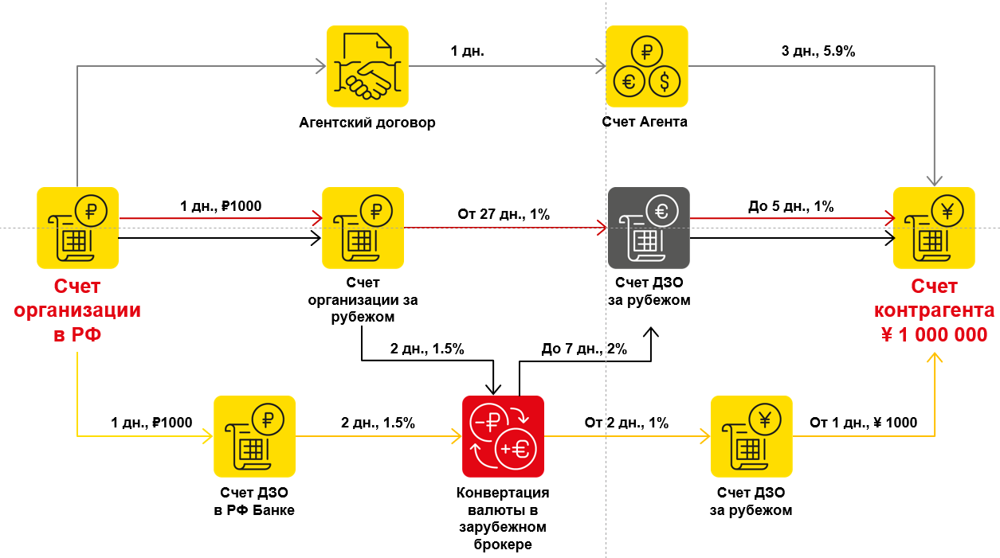 1 дн.
3 дн., 5.9%
₽
€
$
Агентский договор
Счет Агента
₽
1 дн., ₽1000
₽
От 27 дн., 1%
€
До 5 дн., 1%
¥
Счет
организации
в РФ
Счет
организации за
рубежом
Счет ДЗО
за рубежом
Счет
контрагента
¥ 1 000 000
2 дн., 1.5%
До 7 дн., 2%
1 дн., ₽1000
₽
2 дн., 1.5%
–₽
+€
От 2 дн., 1%
¥
От 1 дн., ¥ 1000
Счет ДЗО
в РФ Банке
Конвертация
валюты в
зарубежном
брокере
Счет ДЗО
за рубежом